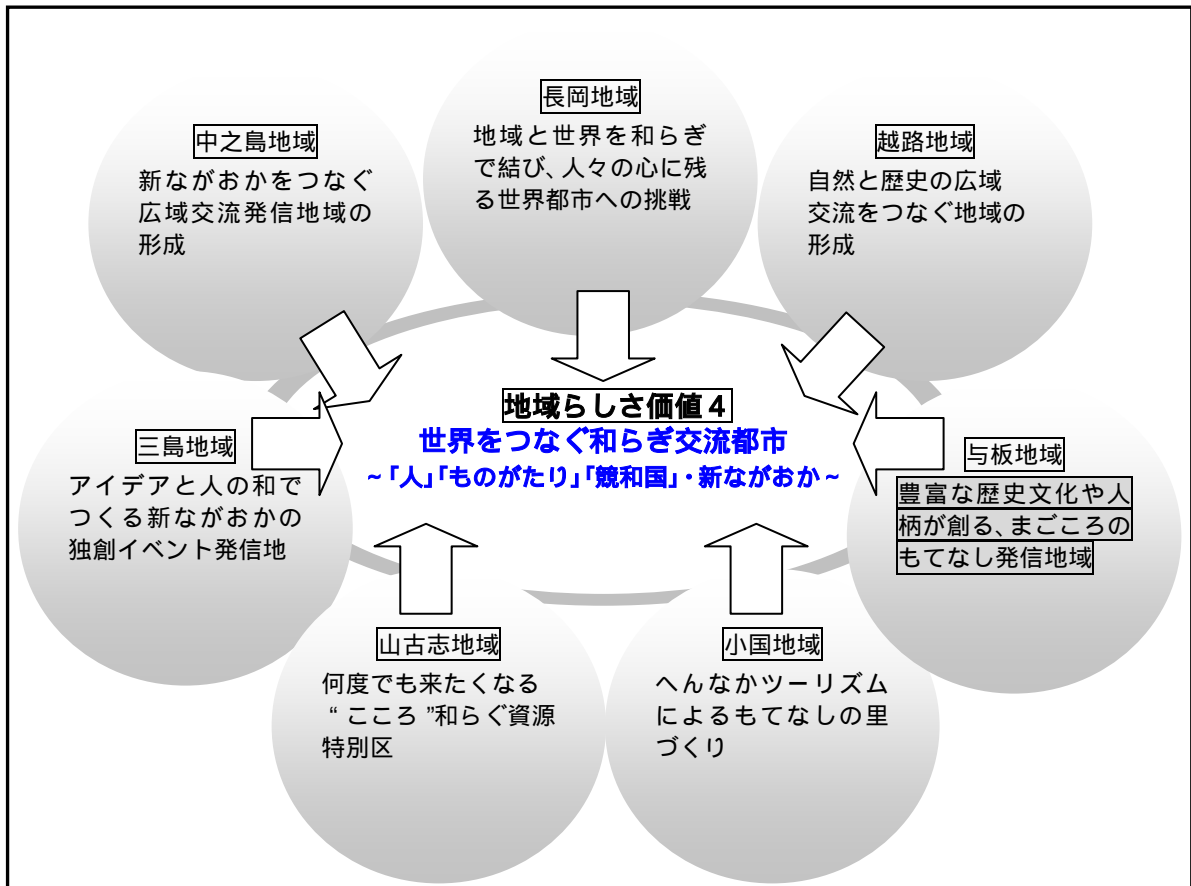 長岡地域
地域と世界を和らぎ
で結び、人々の心に残
る世界都市への挑戦
中之島地域
新ながおかをつなぐ
広域交流発信地域の
形成
越路地域
自然と歴史の広域
交流をつなぐ地域の
形成
地域らしさ価値4
世界をつなぐ和らぎ交流都市
~「人」「ものがたり」「競和国」・新ながおか~
三島地域
アイデアと人の和で
つくる新ながおかの
独創イベント発信地
与板地域
豊富な歴史文化や人
柄が創る、まごころの
もてなし発信地域
山古志地域
何度でも来たくなる
“こころ”和らぐ資源
特別区
小国地域
へんなかツーリズム
によるもてなしの里
づくり